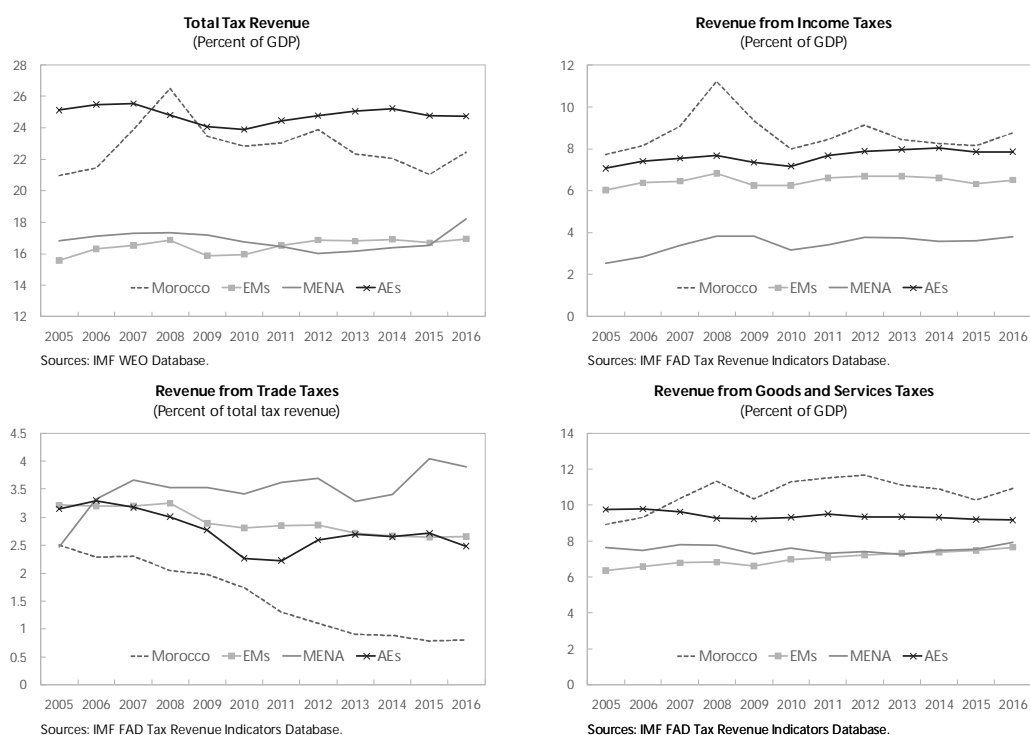 Total Tax Revenue
(Percent of GDP)
28
26
24
22
20
18
16
14
12
Morocco EMs MENA AEs
2005 2006 2007 2008 2009 2010 2011 2012 2013 2014 2015 2016
Sources: IMF WEO Database.
Revenue from Income Taxes
(Percent of GDP)
12
10
8
6
4
2
0
Morocco EMs MENA AEs
2005 2006 2007 2008 2009 2010 2011 2012 2013 2014 2015 2016
Sources: IMF FAD Tax Revenue Indicators Database.
Revenue from Trade Taxes
(Percent of total tax revenue)
4.5
4
3.5
3
2.5
2
1.5
1
0.5
0
Morocco EMs MENA AEs
2005 2006 2007 2008 2009 2010 2011 2012 2013 2014 2015 2016
Sources: IMF FAD Tax Revenue Indicators Database.
Revenue from Goods and Services Taxes
(Percent of GDP)
14
12
10
8
6
4
2
0
Morocco EMs MENA AEs
2005 2006 2007 2008 2009 2010 2011 2012 2013 2014 2015 2016
Sources: IMF FAD Tax Revenue Indicators Database.